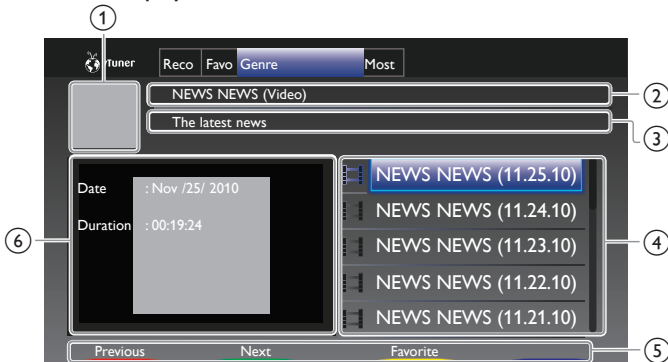 1
vTuner Reco Favo Genre Most
NEWS NEWS (Video)
2
The latest news
3
Date : Nov /25/ 2010
Duration : 00:19:24
6
NEWS NEWS (11.25.10)
NEWS NEWS (11.24.10)
NEWS NEWS (11.23.10)
NEWS NEWS (11.22.10)
NEWS NEWS (11.21.10)
4
Previous Next Favorite
5